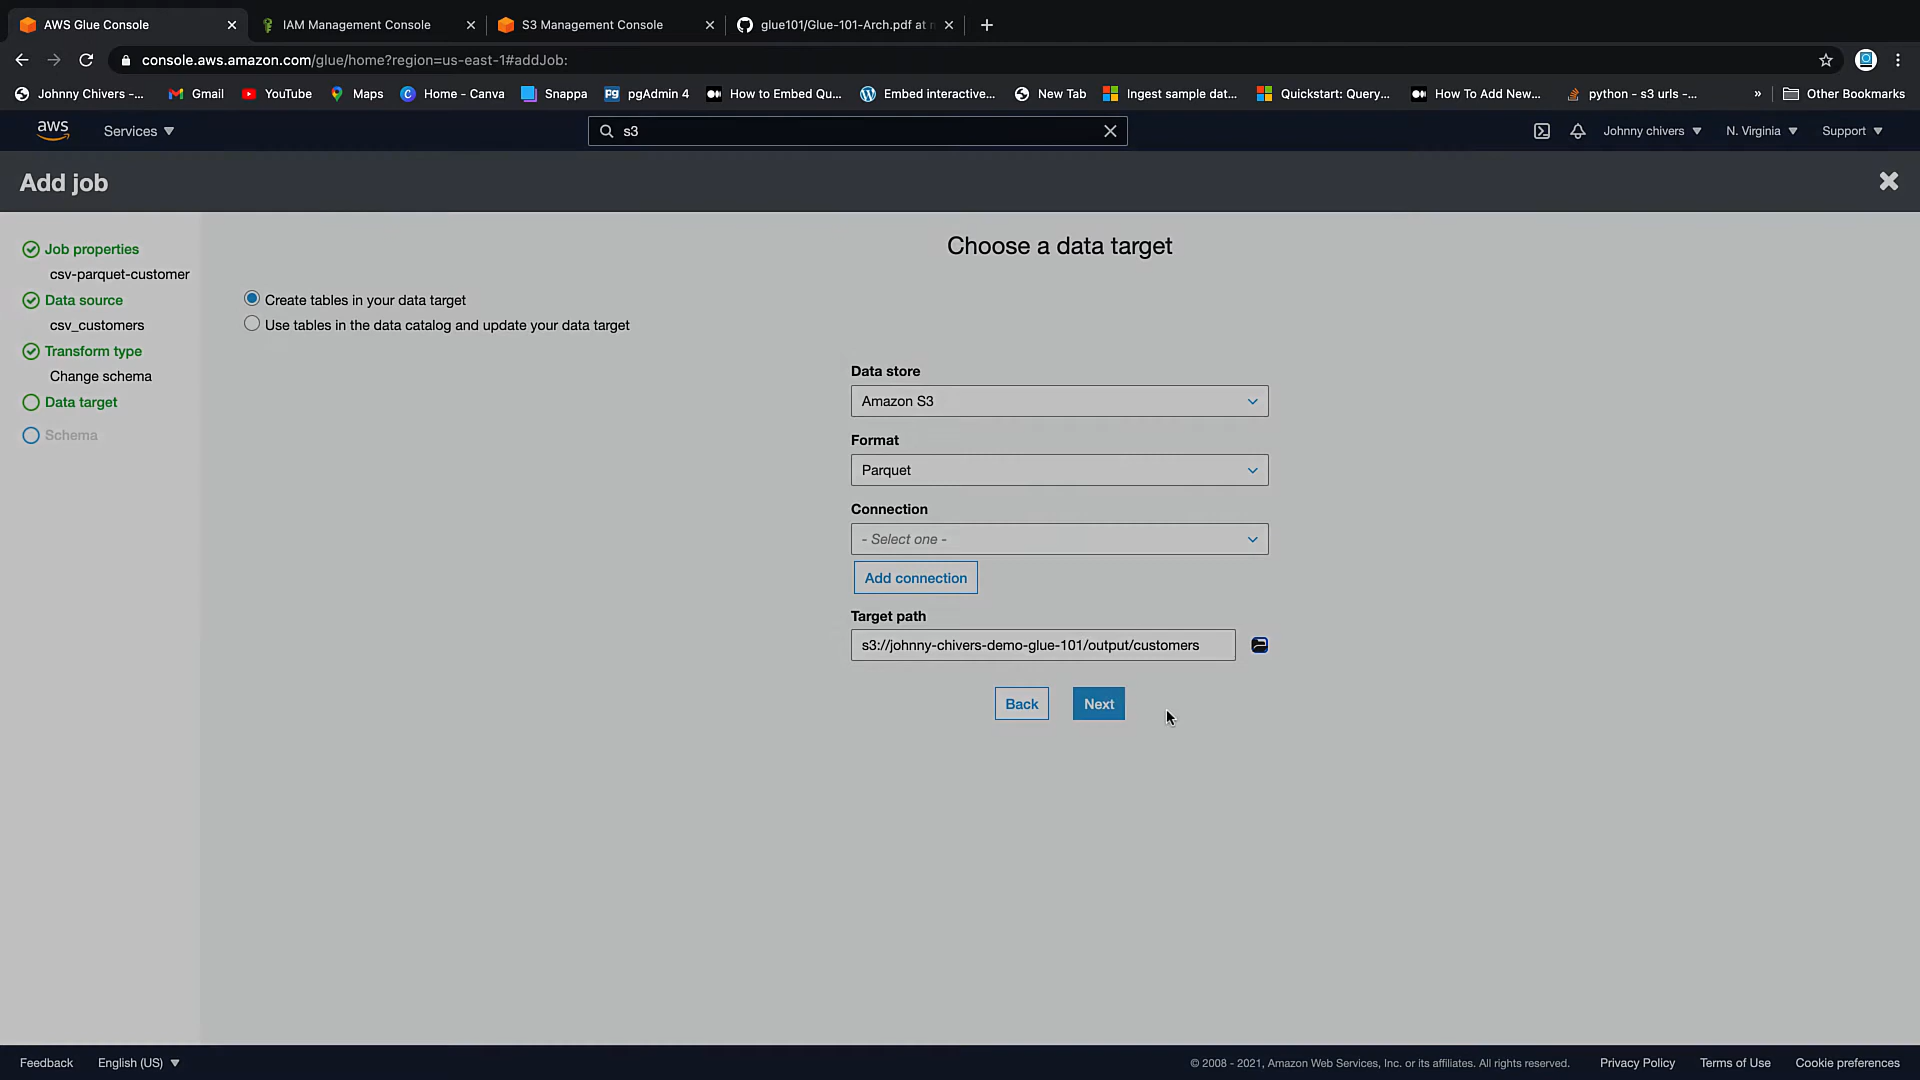 AWS Glue Console
IAM Management Console
S3 Management Console
glue101/Glue-101-Arch.pdf at
console.aws.amazon.com/glue/home?region=us-east-1#addJob:
Johnny Chivers -...
Gmail
YouTube
Maps
Home - Canva
Snappa
pgAdmin 4
How to Embed Qu...
Embed interactive...
New Tab
Ingest sample dat...
Quickstart: Query...
How To Add New...
python - s3 urls -...
»
Other Bookmarks
aws
Services
s3
Johnny chivers
N. Virginia
Support
Add job
Job properties
csv-parquet-customer
Data source
csv_customers
Transform type
Change schema
Data target
Schema
Choose a data target
Create tables in your data target
Use tables in the data catalog and update your data target
Data store
Amazon S3
Format
Parquet
Connection
- Select one -
Add connection
Target path
s3://johnny-chivers-demo-glue-101/output/customers
Back
Next
Feedback
English (US)
© 2008 - 2021, Amazon Web Services, Inc. or its affiliates. All rights reserved.
Privacy Policy
Terms of Use
Cookie preferences